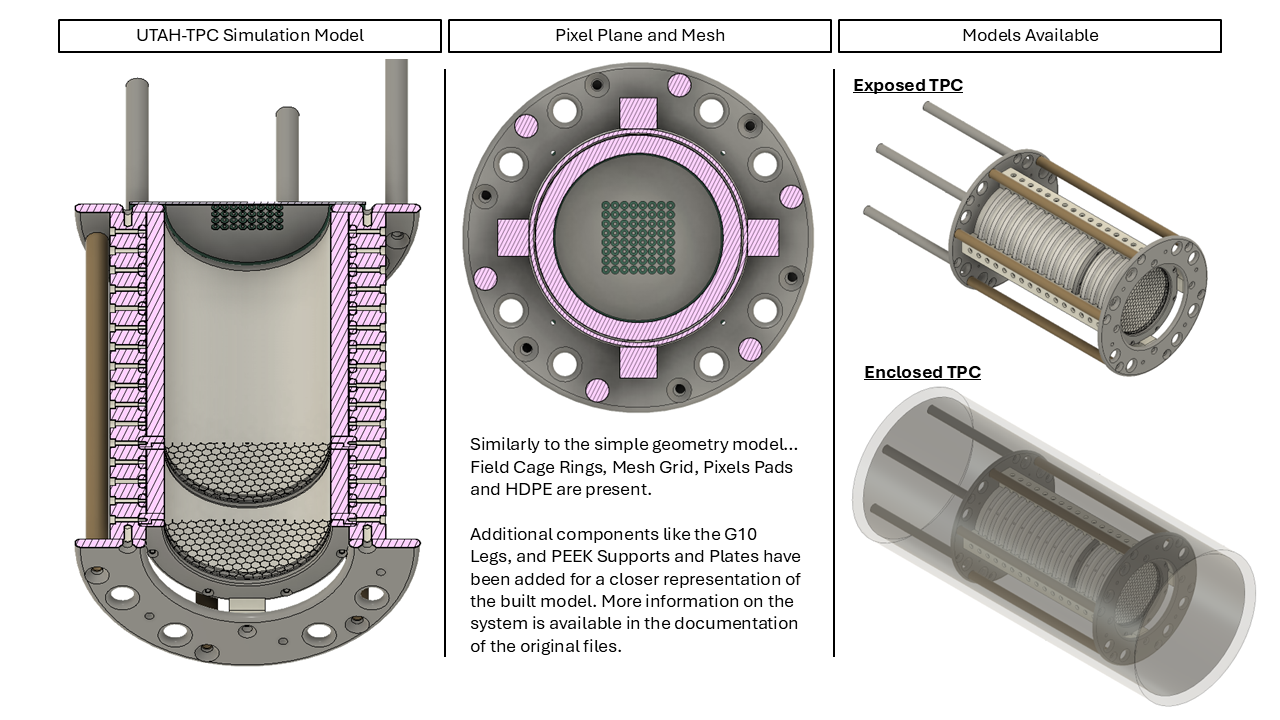 UTAH-TPC Simulation Model
Pixel Plane and Mesh
Models Available
Similarly to the simple geometry model...
Field Cage Rings, Mesh Grid, Pixels Pads
and HDPE are present.
Additional components like the G10
Legs, and PEEK Supports and Plates have
been added for a closer representation of
the built model. More information on the
system is available in the documentation
of the original files.
Exposed TPC
Enclosed TPC